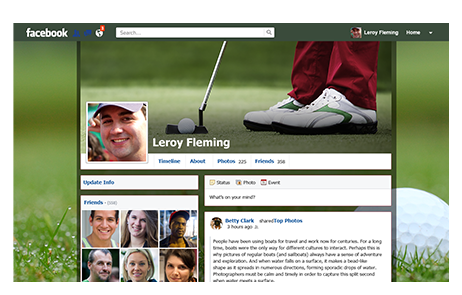 facebook
Search...
Leroy Fleming
Home
Leroy Fleming
Timeline About Photos 225 Friends 358
Update Info
Status Photo Event
What's on your mind?
Friends - (358)
Betty Clark sharedTop Photos
3 hours ago
People have been using boats for travel and work now for centuries. For a long
time, boats were the only way for different cultures to interact. Perhaps this is
why pictures of regular boats (and sailboats) always have a sense of adventure
and exploration. And when water falls on a surface, it makes a bead-like
shape as it spreads in numerous directions, forming sporadic drops of water.
Photographers must be calm and timely in order to capture this split second
when water meets a surface.